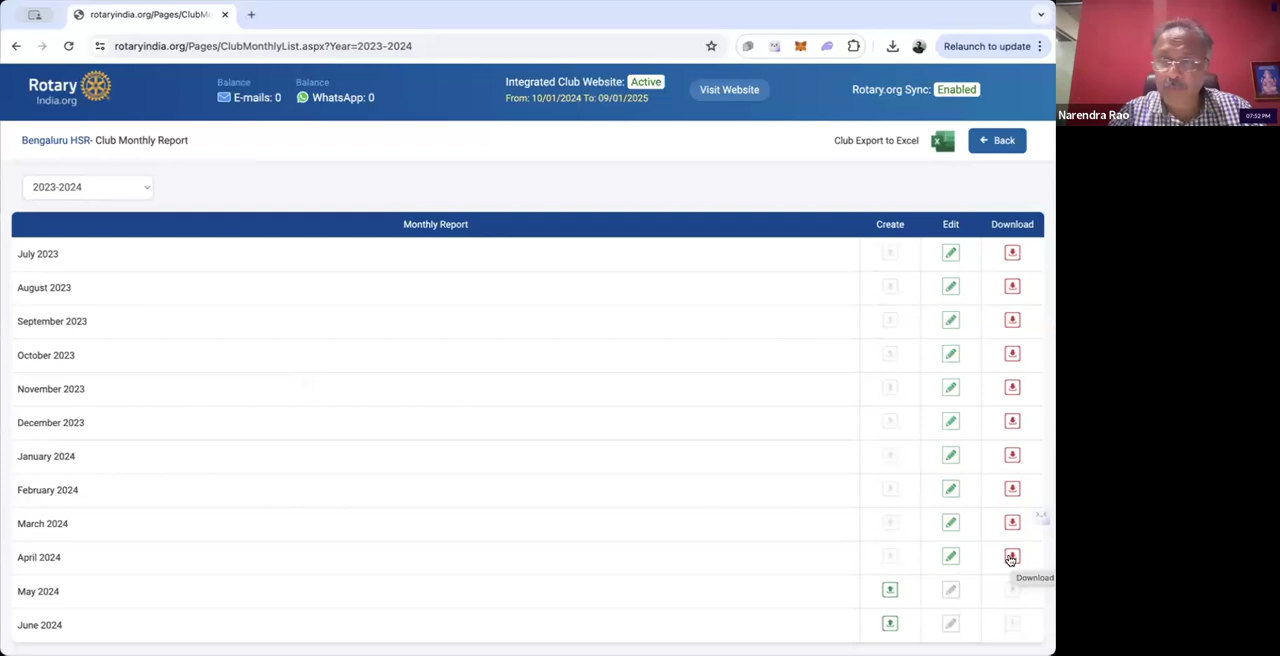 rotaryindia.org/Pages/ClubMo
rotaryindia.org/Pages/ClubMonthlyList.aspx?Year=2023-2024
Relaunch to update
Rotary
India.org
Balance
E-mails: 0
Balance
WhatsApp: 0
Integrated Club Website: Active
From: 10/01/2024 To: 09/01/2025
Visit Website
Rotary.org Sync: Enabled
Narendra Rao
07:52 PM
Bengaluru HSR- Club Monthly Report
Club Export to Excel
Back
2023-2024
Monthly Report Create Edit Download
July 2023
August 2023
September 2023
October 2023
November 2023
December 2023
January 2024
February 2024
March 2024
April 2024
Download
May 2024
June 2024